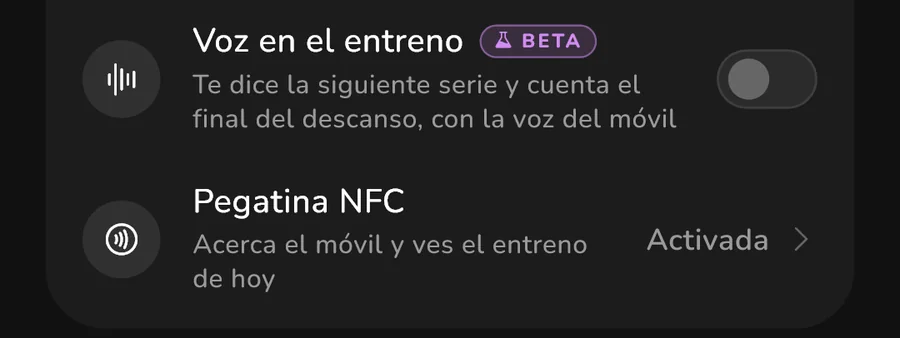 Voz en el entreno BETA
Te dice la siguiente serie y cuenta el
final del descanso, con la voz del móvil
Pegatina NFC
Acerca el móvil y ves el entreno
de hoy
Activada